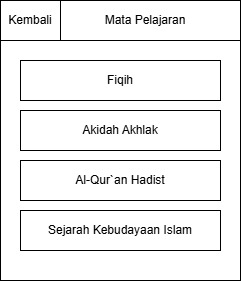 Kembali
Mata Pelajaran
Fiqih
Akidah Akhlak
Al-Qur`an Hadist
Sejarah Kebudayaan Islam